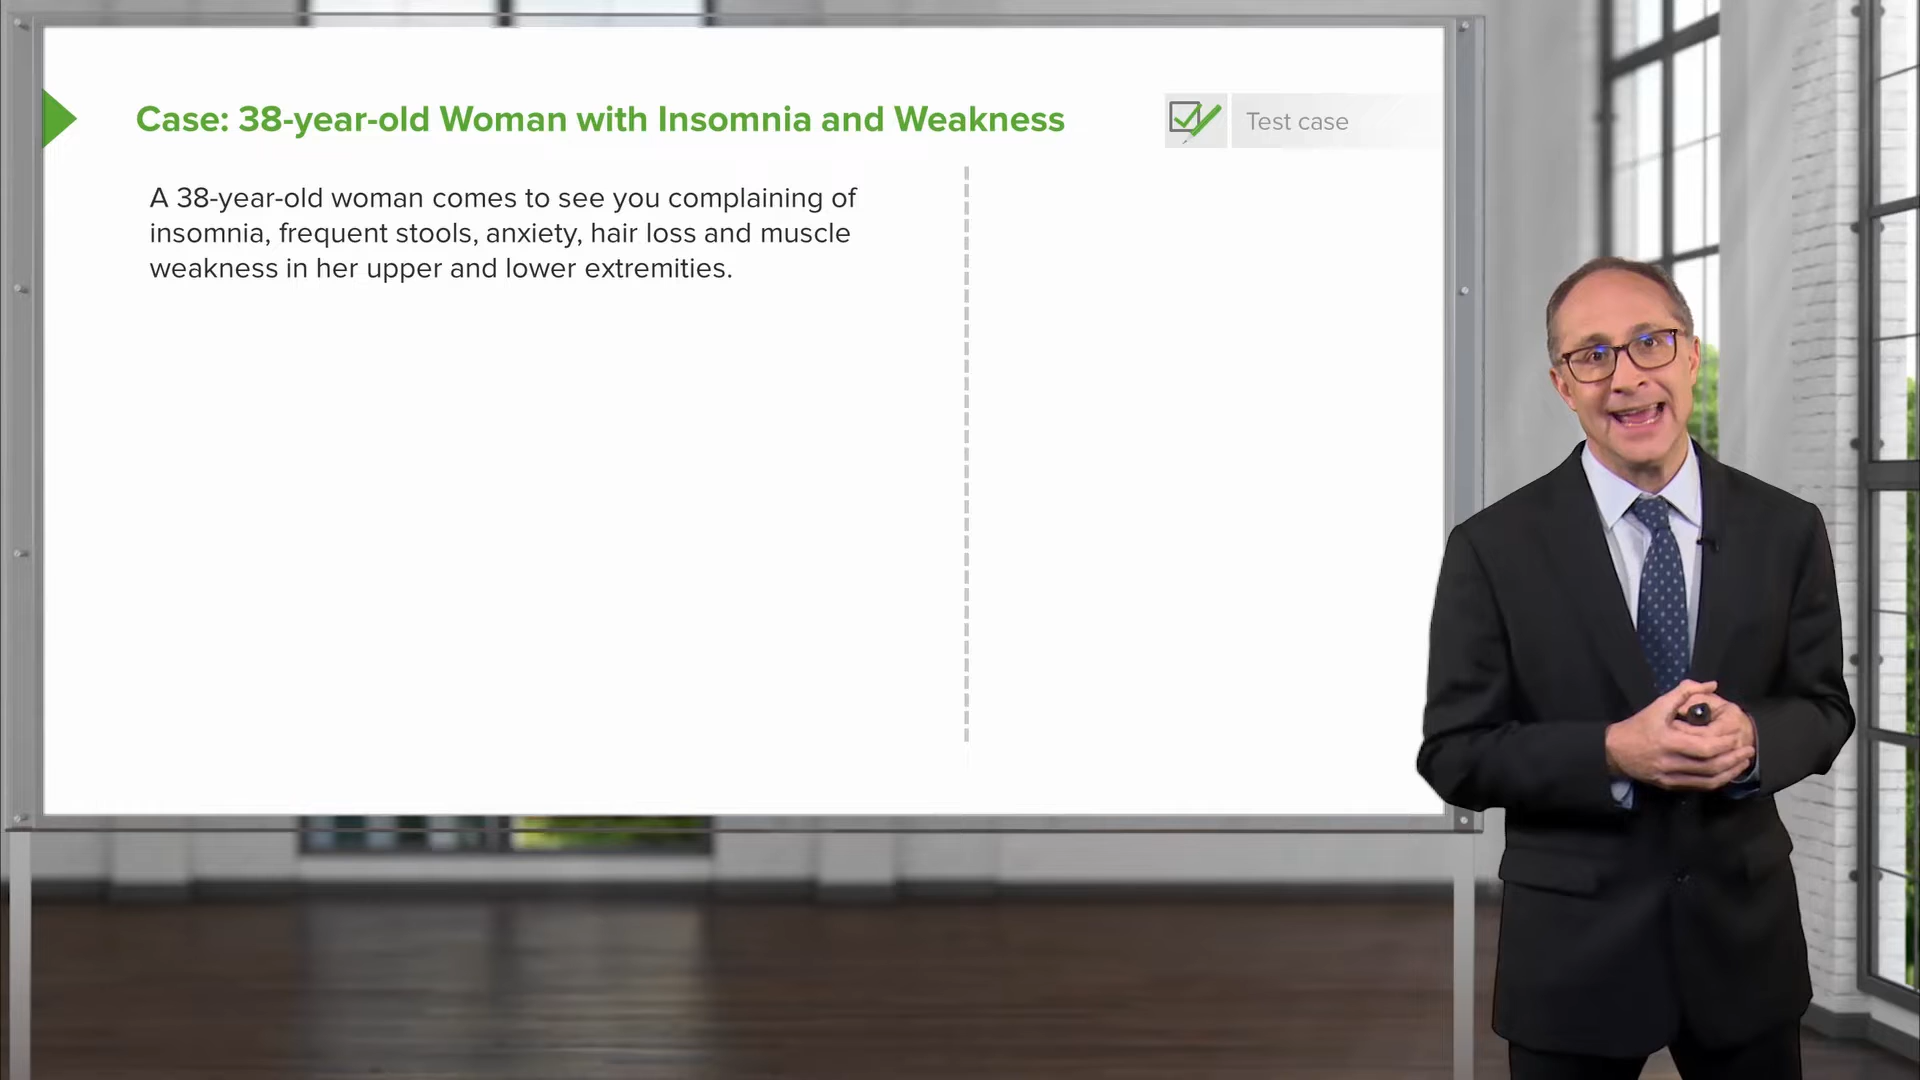 Case: 38-year-old Woman with Insomnia and Weakness
Test case
A 38-year-old woman comes to see you complaining of
insomnia, frequent stools, anxiety, hair loss and muscle
weakness in her upper and lower extremities.